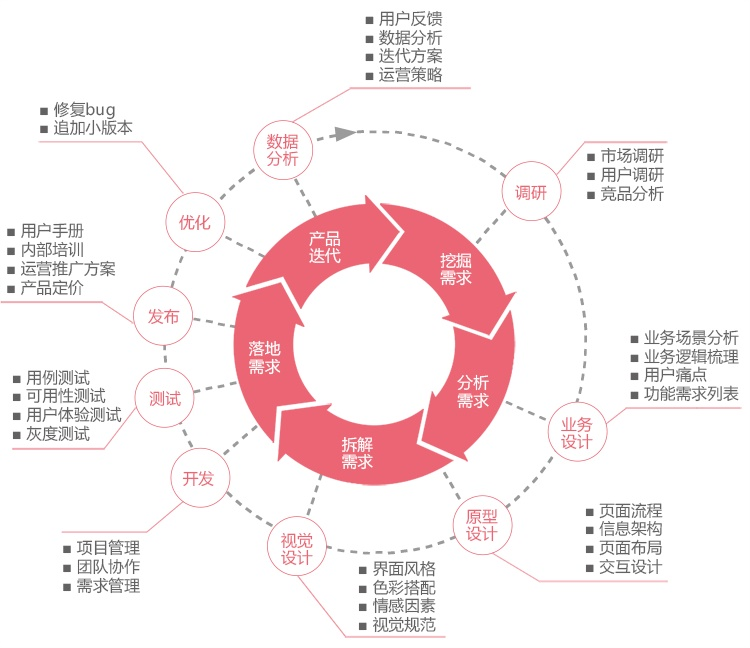 ■ 用户反馈
■ 数据分析
■ 迭代方案
■ 运营策略
数据
分析
■ 市场调研
■ 用户调研
■ 竞品分析
调研
■ 业务场景分析
■ 业务逻辑梳理
■ 用户痛点
■ 功能需求列表
业务
设计
■ 页面流程
■ 信息架构
■ 页面布局
■ 交互设计
原型
设计
■ 界面风格
■ 色彩搭配
■ 情感因素
■ 视觉规范
视觉
设计
■ 项目管理
■ 团队协作
■ 需求管理
开发
■ 用例测试
■ 可用性测试
■ 用户体验测试
■ 灰度测试
测试
■ 用户手册
■ 内部培训
■ 运营推广方案
■ 产品定价
发布
■ 修复bug
■ 追加小版本
优化
产品
迭代
挖掘
需求
分析
需求
拆解
需求
落地
需求